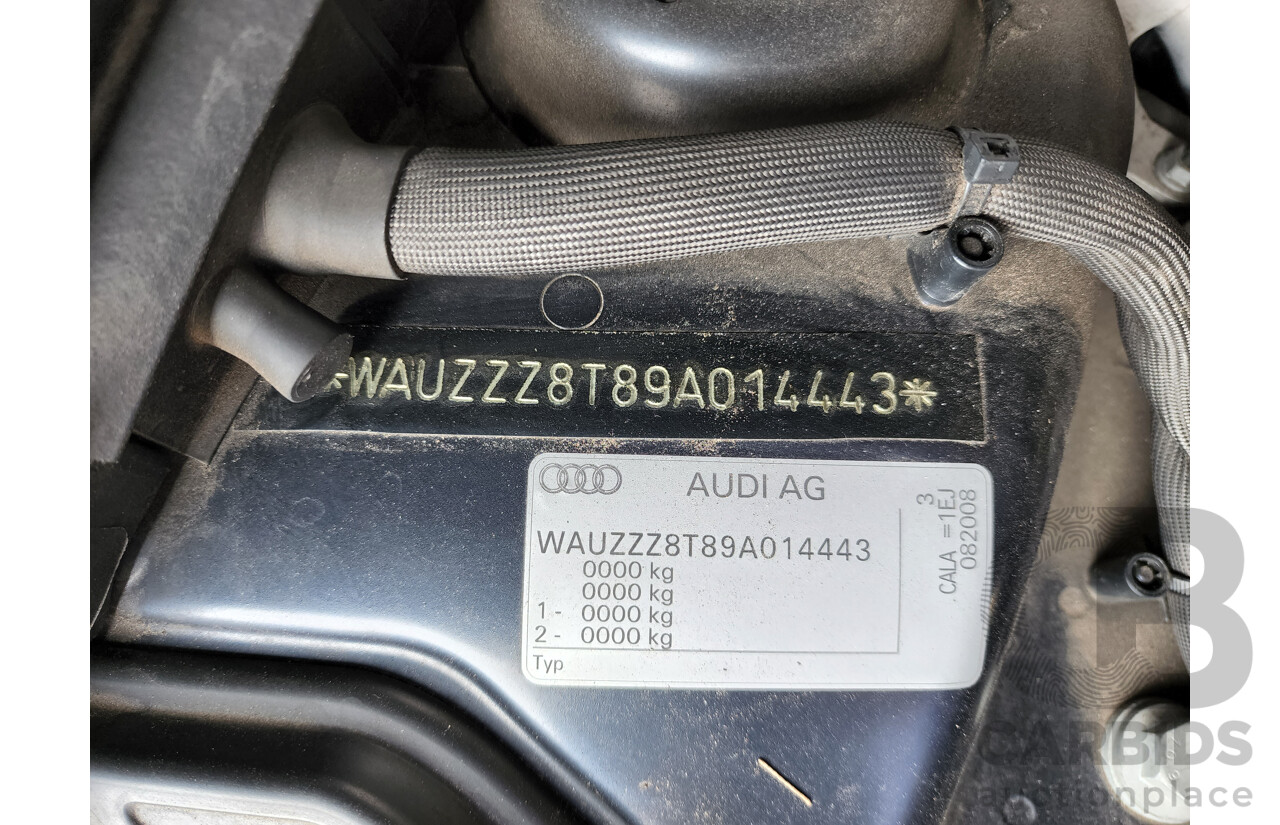 *WAUZZZ8T89A014443*
AUDI AG
WAUZZZ8T89A014443
0000 kg
0000 kg
1 - 0000 kg
2 - 0000 kg
Typ
3
CALA =1EJ
082008
B
CARBIDS
auctionplace